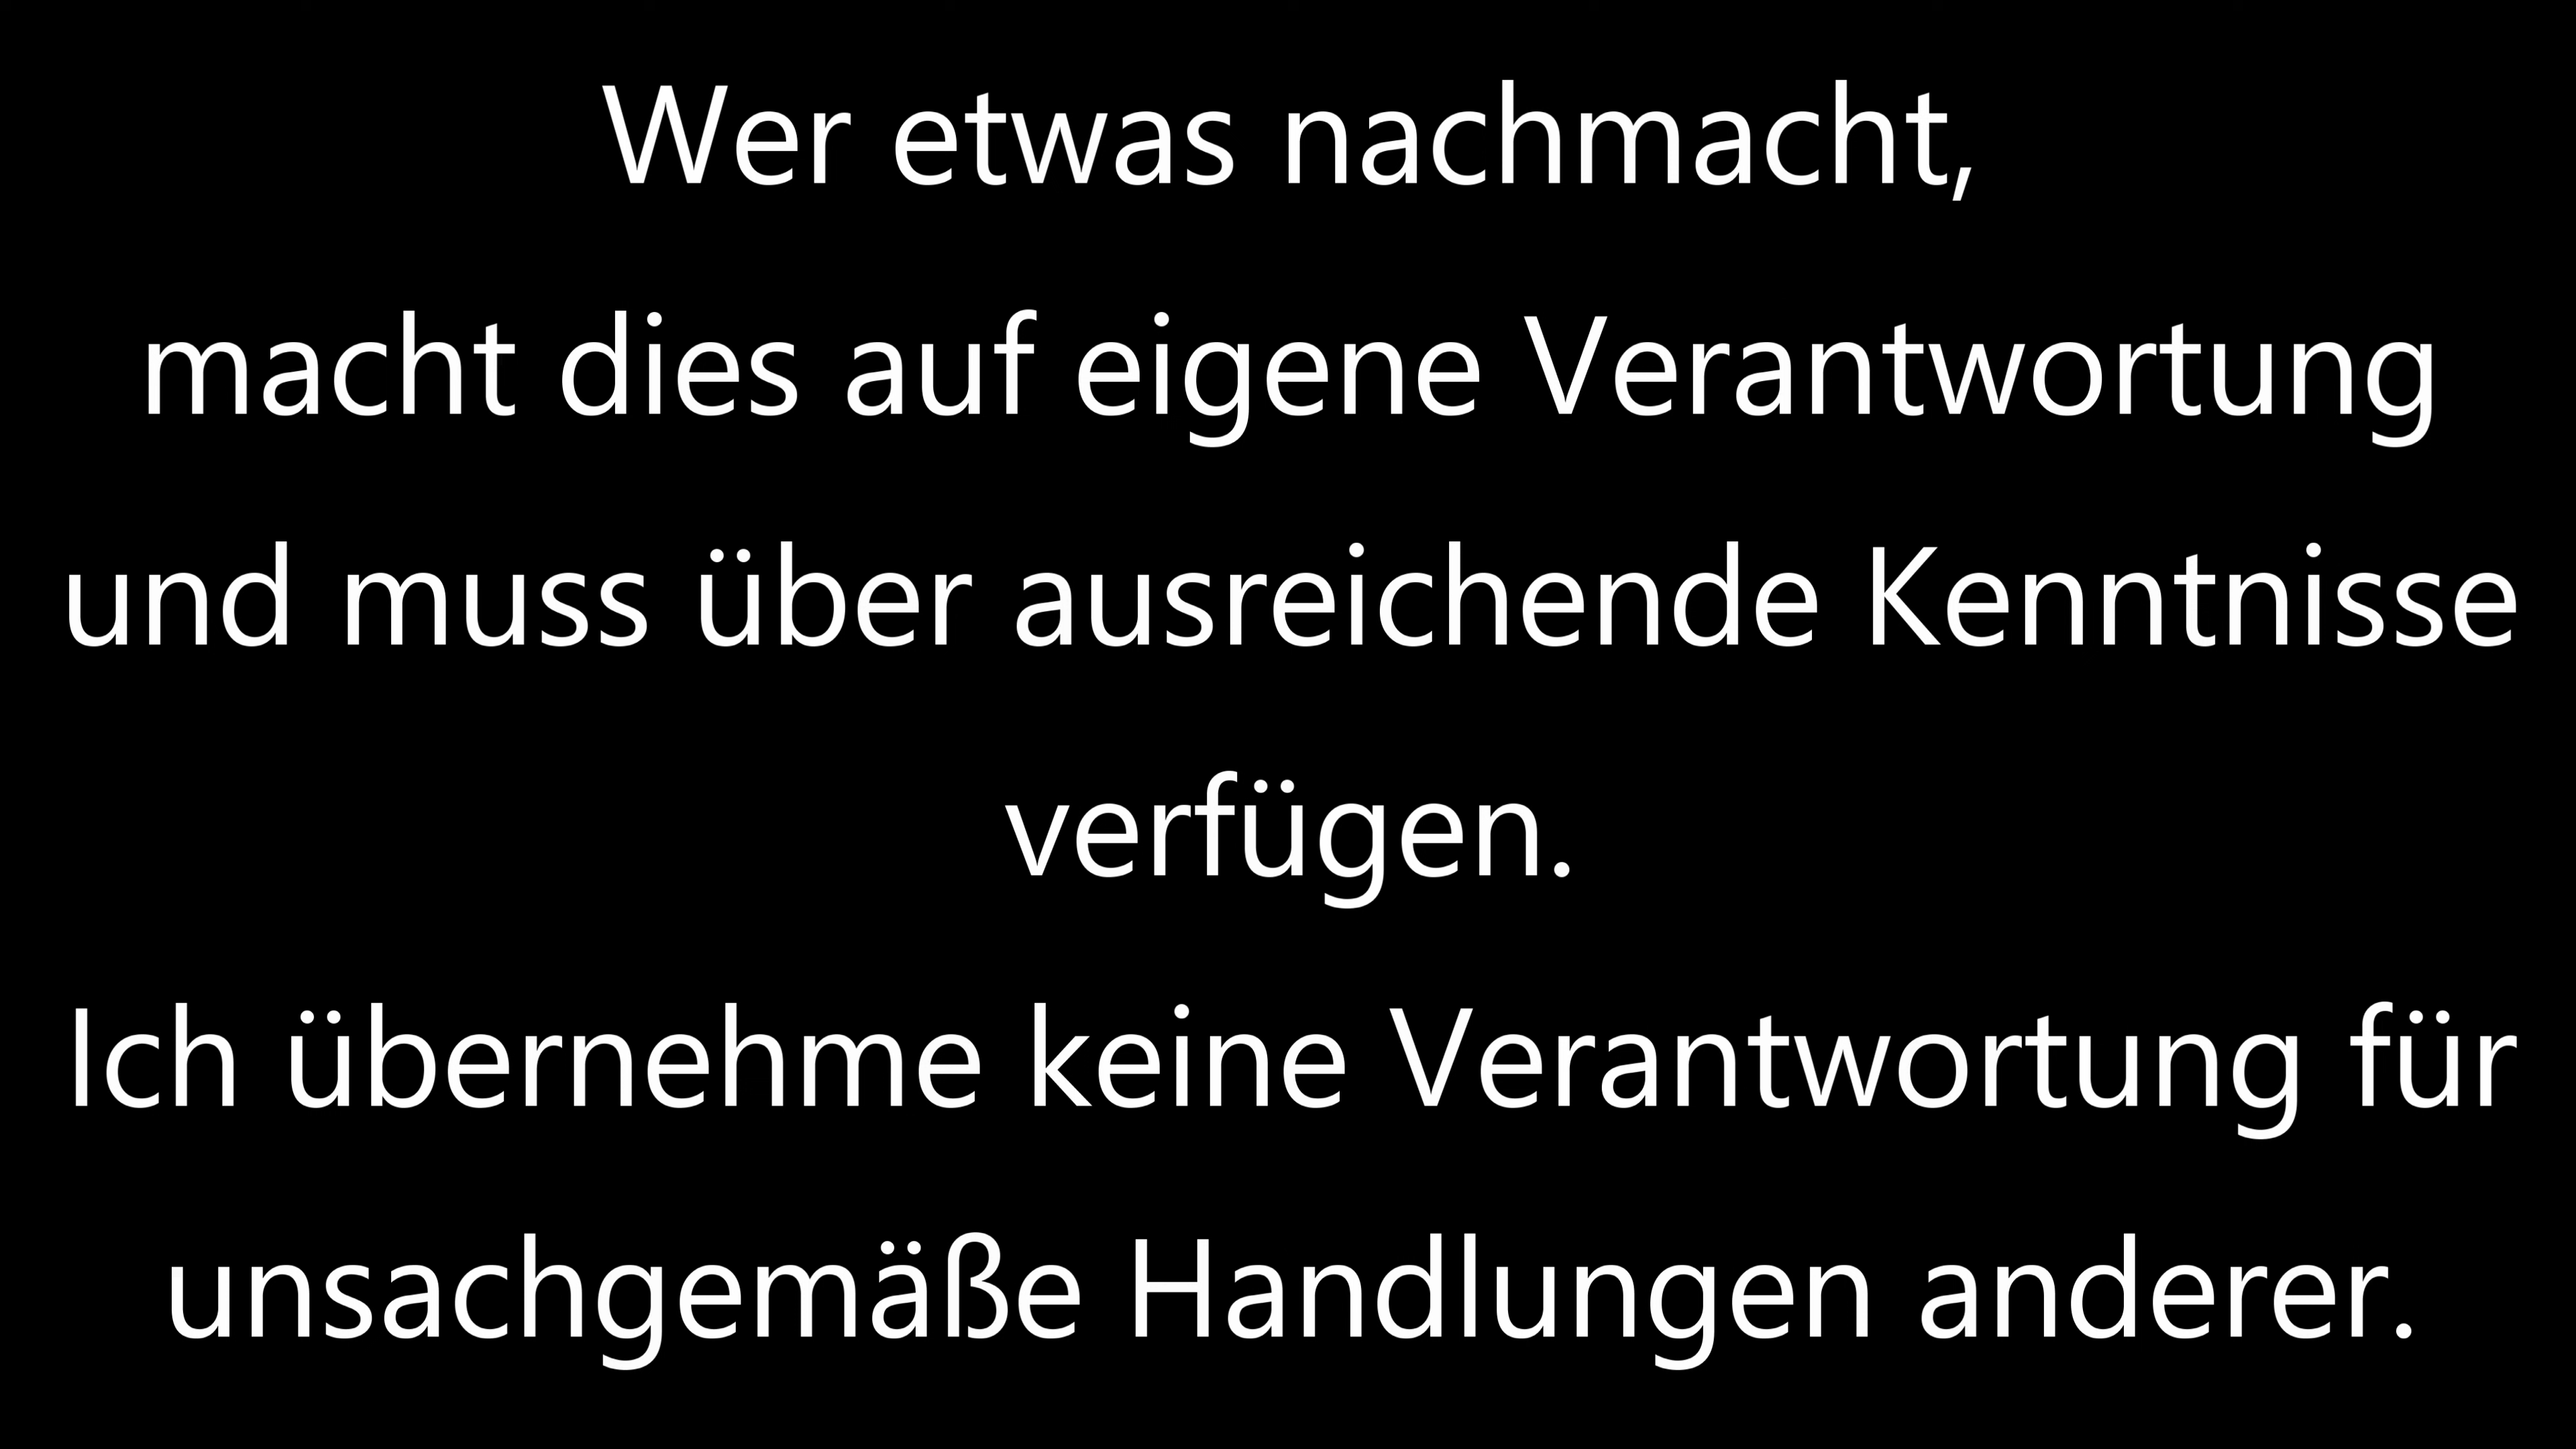 Wer etwas nachmacht,
macht dies auf eigene Verantwortung
und muss über ausreichende Kenntnisse
verfügen.
Ich übernehme keine Verantwortung für
unsachgemäße Handlungen anderer.